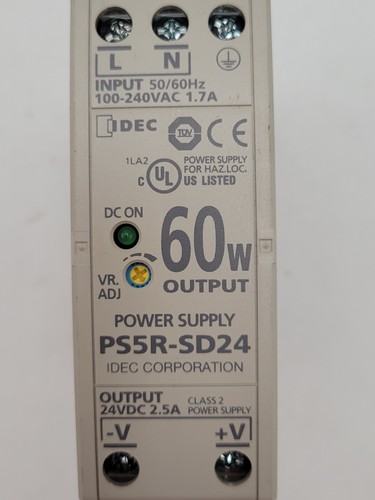 L N
INPUT 50/60Hz
100-240VAC 1.7A
IDEC TÜV CE
1LA2 POWER SUPPLY
FOR HAZ.LOC.
C UL US LISTED
DC ON
60W
OUTPUT
VR.
ADJ
POWER SUPPLY
PS5R-SD24
IDEC CORPORATION
OUTPUT
24VDC 2.5A
CLASS 2
POWER SUPPLY
-V +V